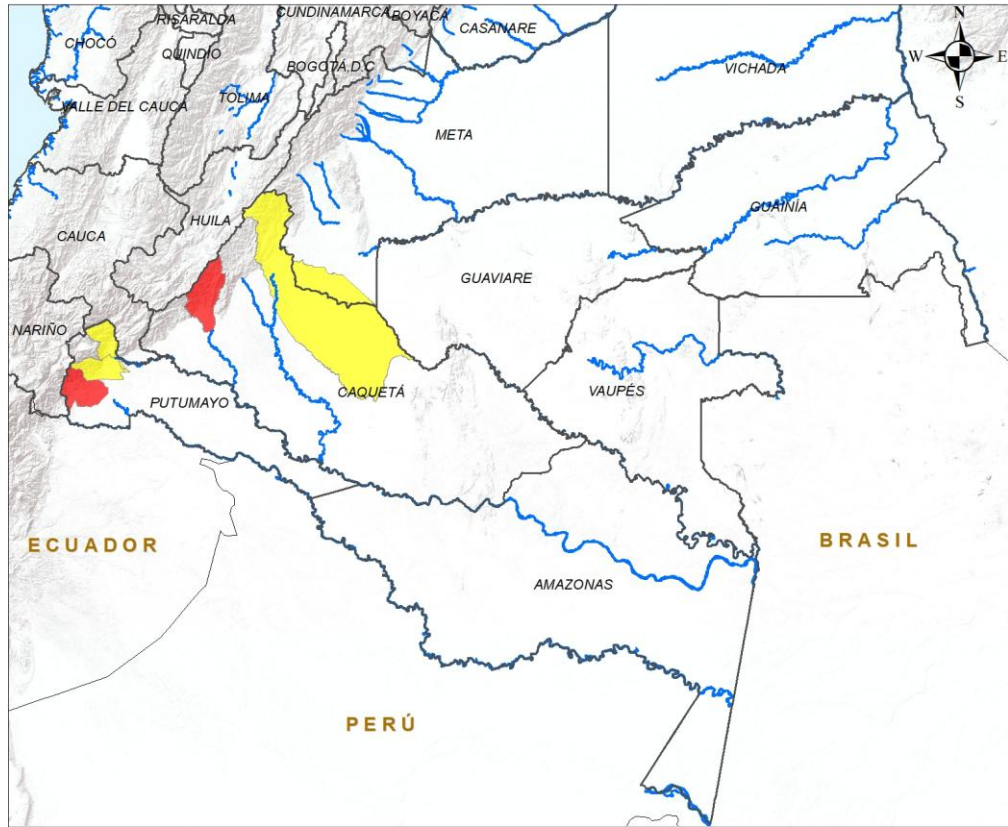 RISARALDA
CUNDINAMARCA
BOYACÁ
CASANARE
N
CHOCÓ
QUINDIO
BOGOTÁ D.C
VICHADA
W
E
S
VALLE DEL CAUCA
TOLIMA
META
CAUCA
HUILA
GUAINÍA
GUAVIARE
NARIÑO
PUTUMAYO
CAQUETÁ
VAUPÉS
ECUADOR
BRASIL
AMAZONAS
PERÚ